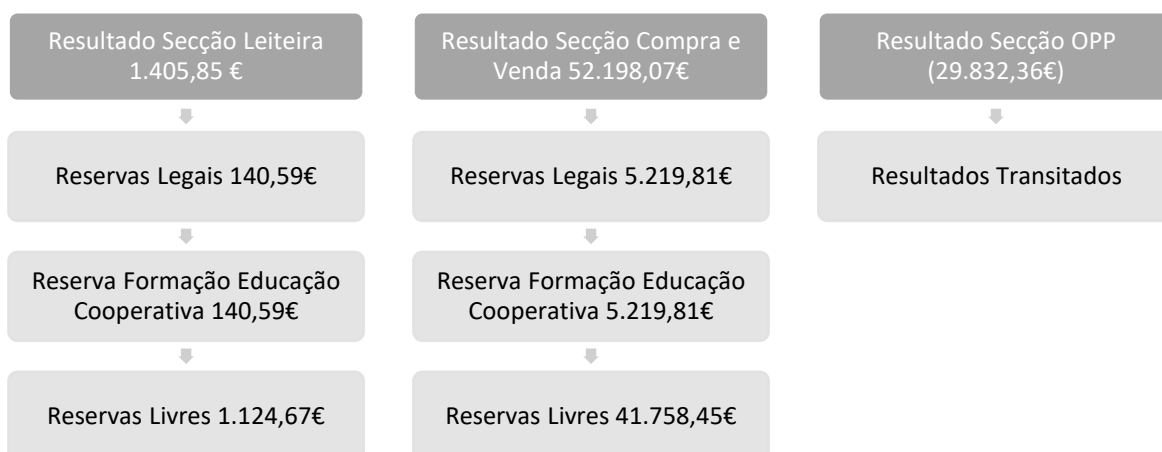 Resultado Secção Leiteira
1.405,85 €
Reservas Legais 140,59€
Reserva Formação Educação
Cooperativa 140,59€
Reservas Livres 1.124,67€
Resultado Secção Compra e
Venda 52.198,07€
Reservas Legais 5.219,81€
Reserva Formação Educação
Cooperativa 5.219,81€
Reservas Livres 41.758,45€
Resultado Secção OPP
(29.832,36€)
Resultados Transitados